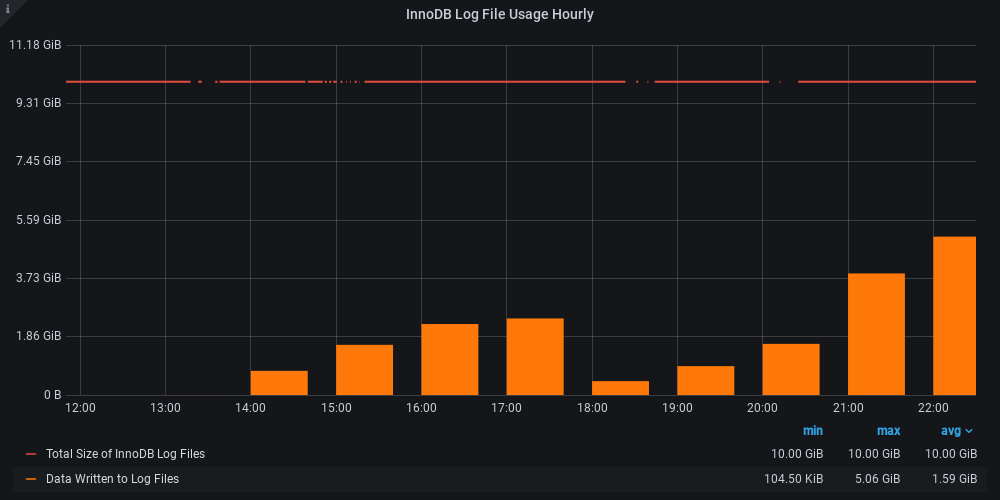 i
InnoDB Log File Usage Hourly
11.18 GiB
9.31 GiB
7.45 GiB
5.59 GiB
3.73 GiB
1.86 GiB
0 B
12:00 13:00 14:00 15:00 16:00 17:00 18:00 19:00 20:00 21:00 22:00
min max avg
Total Size of InnoDB Log Files 10.00 GiB 10.00 GiB 10.00 GiB
Data Written to Log Files 104.50 KiB 5.06 GiB 1.59 GiB